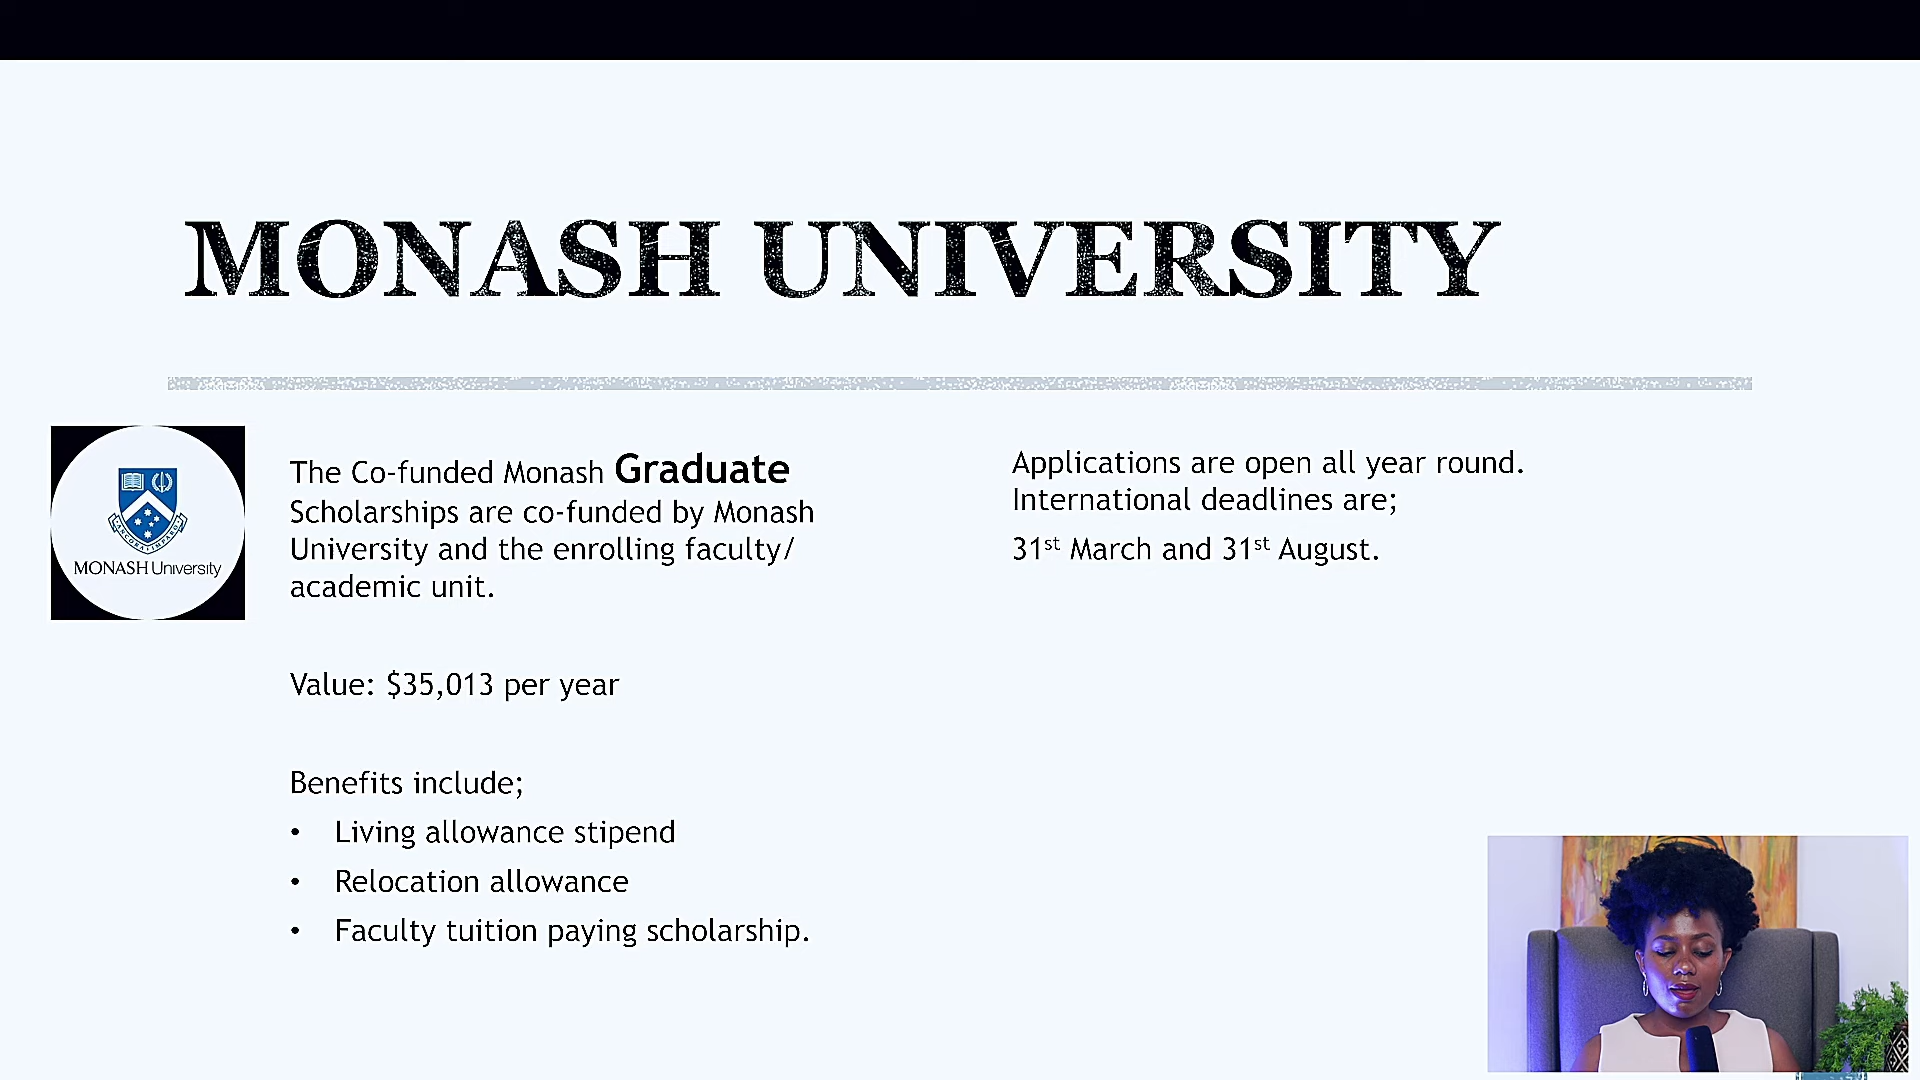 MONASH UNIVERSITY
MONASH University
The Co-funded Monash Graduate
Scholarships are co-funded by Monash
University and the enrolling faculty/
academic unit.
Value: $35,013 per year
Benefits include;
• Living allowance stipend
• Relocation allowance
• Faculty tuition paying scholarship.
Applications are open all year round.
International deadlines are;
31st March and 31st August.